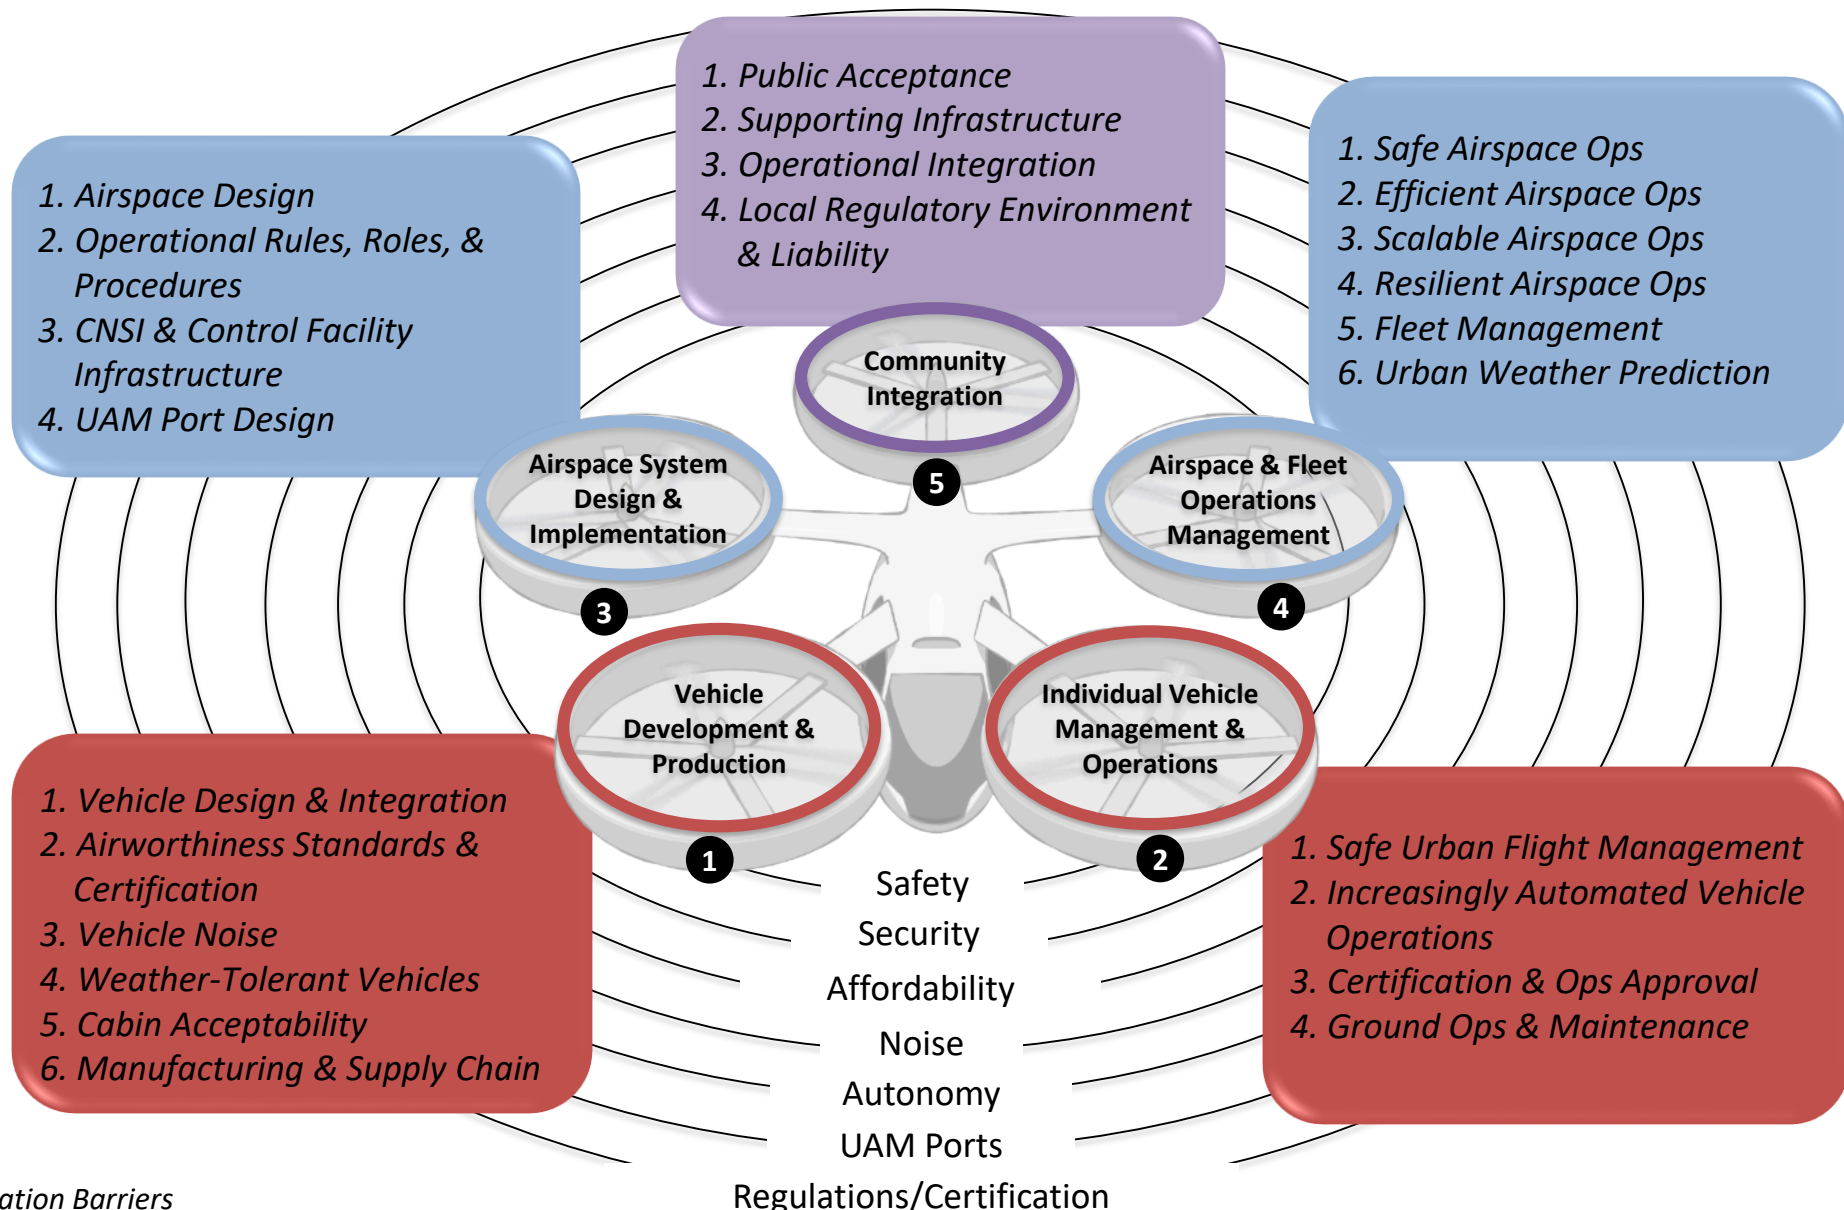 1. Public Acceptance
2. Supporting Infrastructure
3. Operational Integration
4. Local Regulatory Environment
& Liability
1. Airspace Design
2. Operational Rules, Roles, &
Procedures
3. CNSI & Control Facility
Infrastructure
4. UAM Port Design
1. Safe Airspace Ops
2. Efficient Airspace Ops
3. Scalable Airspace Ops
4. Resilient Airspace Ops
5. Fleet Management
6. Urban Weather Prediction
Community
Integration
5
Airspace System
Design &
Implementation
3
Airspace & Fleet
Operations
Management
4
Vehicle
Development &
Production
1
Individual Vehicle
Management &
Operations
2
1. Vehicle Design & Integration
2. Airworthiness Standards &
Certification
3. Vehicle Noise
4. Weather-Tolerant Vehicles
5. Cabin Acceptability
6. Manufacturing & Supply Chain
1. Safe Urban Flight Management
2. Increasingly Automated Vehicle
Operations
3. Certification & Ops Approval
4. Ground Ops & Maintenance
Safety
Security
Affordability
Noise
Autonomy
UAM Ports
Regulations/Certification
ation Barriers